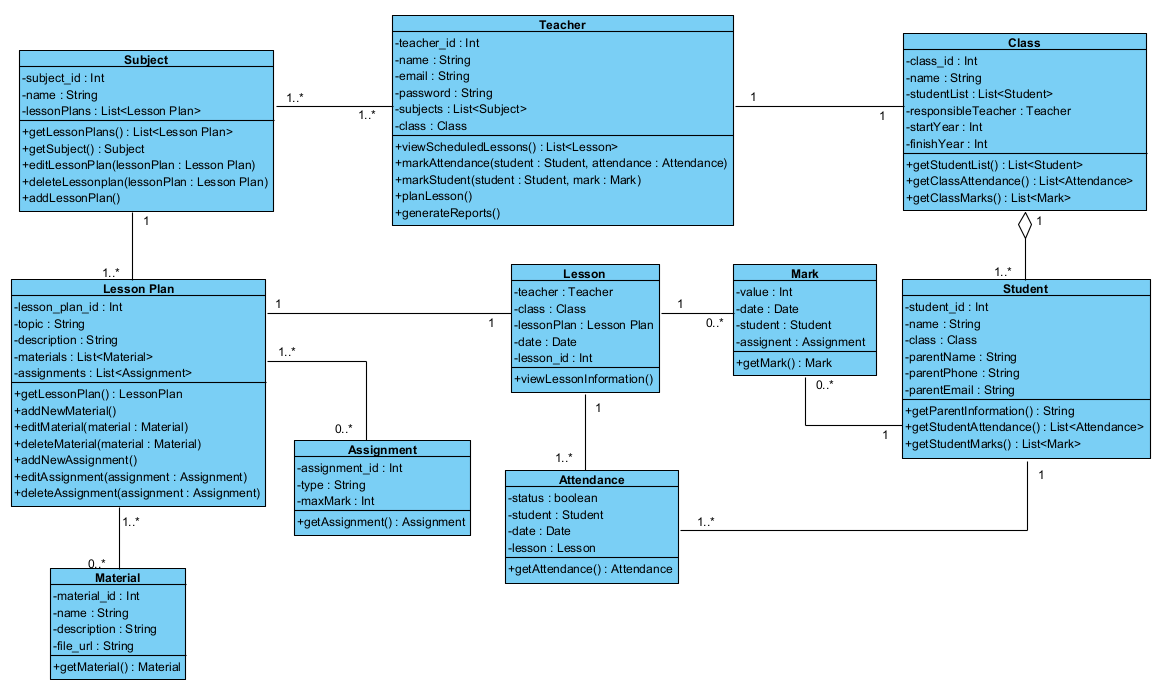 Subject
-subject_id : Int
-name : String
-lessonPlans : List<Lesson Plan>
+getLessonPlans() : List<Lesson Plan>
+getSubject() : Subject
+editLessonPlan(lessonPlan : Lesson Plan)
+deleteLessonplan(lessonPlan : Lesson Plan)
+addLessonPlan()
1..*
1..*
Teacher
-teacher_id : Int
-name : String
-email : String
-password : String
-subjects : List<Subject>
-class : Class
+viewScheduledLessons() : List<Lesson>
+markAttendance(student : Student, attendance : Attendance)
+markStudent(student : Student, mark : Mark)
+planLesson()
+generateReports()
1
1
Class
-class_id : Int
-name : String
-studentList : List<Student>
-responsibleTeacher : Teacher
-startYear : Int
-finishYear : Int
+getStudentList() : List<Student>
+getClassAttendance() : List<Attendance>
+getClassMarks() : List<Mark>
1
1..*
1
1..*
Lesson Plan
-lesson_plan_id : Int
-topic : String
-description : String
-materials : List<Material>
-assignments : List<Assignment>
+getLessonPlan() : LessonPlan
+addNewMaterial()
+editMaterial(material : Material)
+deleteMaterial(material : Material)
+addNewAssignment()
+editAssignment(assignment : Assignment)
+deleteAssignment(assignment : Assignment)
1
1
1..*
0..*
Lesson
-teacher : Teacher
-class : Class
-lessonPlan : Lesson Plan
-date : Date
-lesson_id : Int
+viewLessonInformation()
1
0..*
Mark
-value : Int
-date : Date
-student : Student
-assignent : Assignment
+getMark() : Mark
0..*
1
Student
-student_id : Int
-name : String
-class : Class
-parentName : String
-parentPhone : String
-parentEmail : String
+getParentInformation() : String
+getStudentAttendance() : List<Attendance>
+getStudentMarks() : List<Mark>
1
1..*
Assignment
-assignment_id : Int
-type : String
-maxMark : Int
+getAssignment() : Assignment
1
1..*
Attendance
-status : boolean
-student : Student
-date : Date
-lesson : Lesson
+getAttendance() : Attendance
1..*
0..*
Material
-material_id : Int
-name : String
-description : String
-file_url : String
+getMaterial() : Material